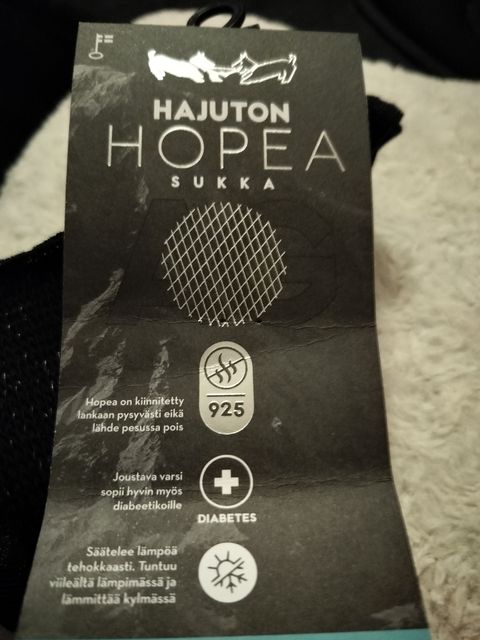 HAJUTON
HOPEA
SUKKA
925
Hopea on kiinnitetty
lankaan pysyvästi eikä
lähde pesussa pois
Joustava varsi
sopii hyvin myös
diabeetikoille
DIABETES
Säätelee lämpöä
tehokkaasti. Tuntuu
viileältä lämpimässä ja
lämmittää kylmässä